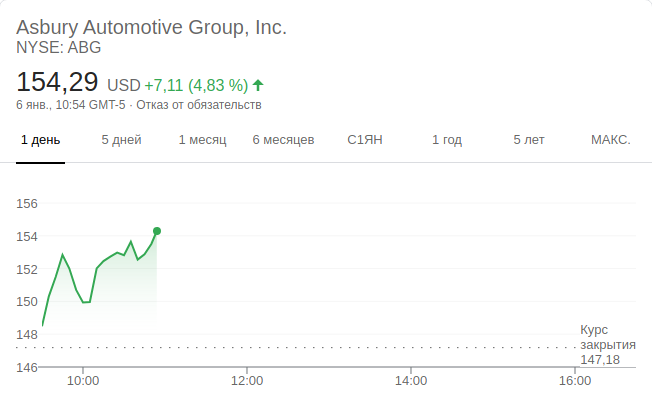 Asbury Automotive Group, Inc.
NYSE: ABG
154,29 USD +7,11 (4,83 %)
6 янв., 10:54 GMT-5 · Отказ от обязательств
1 день 5 дней 1 месяц 6 месяцев С1ЯН 1 год 5 лет МАКС.
156
154
152
150
148
Курс
закрытия
147,18
146
10:00 12:00 14:00 16:00